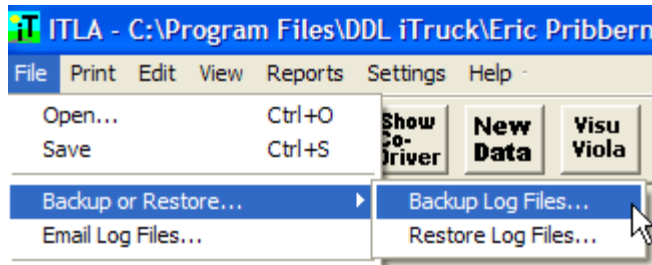 iT ITLA - C:\Program Files\DDL iTruck\Eric Pribbern
File Print Edit View Reports Settings Help
Open... Ctrl+O
Save Ctrl+S
Show
Co-
Driver
New
Data
Visu
Viola
Backup or Restore...
Backup Log Files...
Email Log Files...
Restore Log Files...